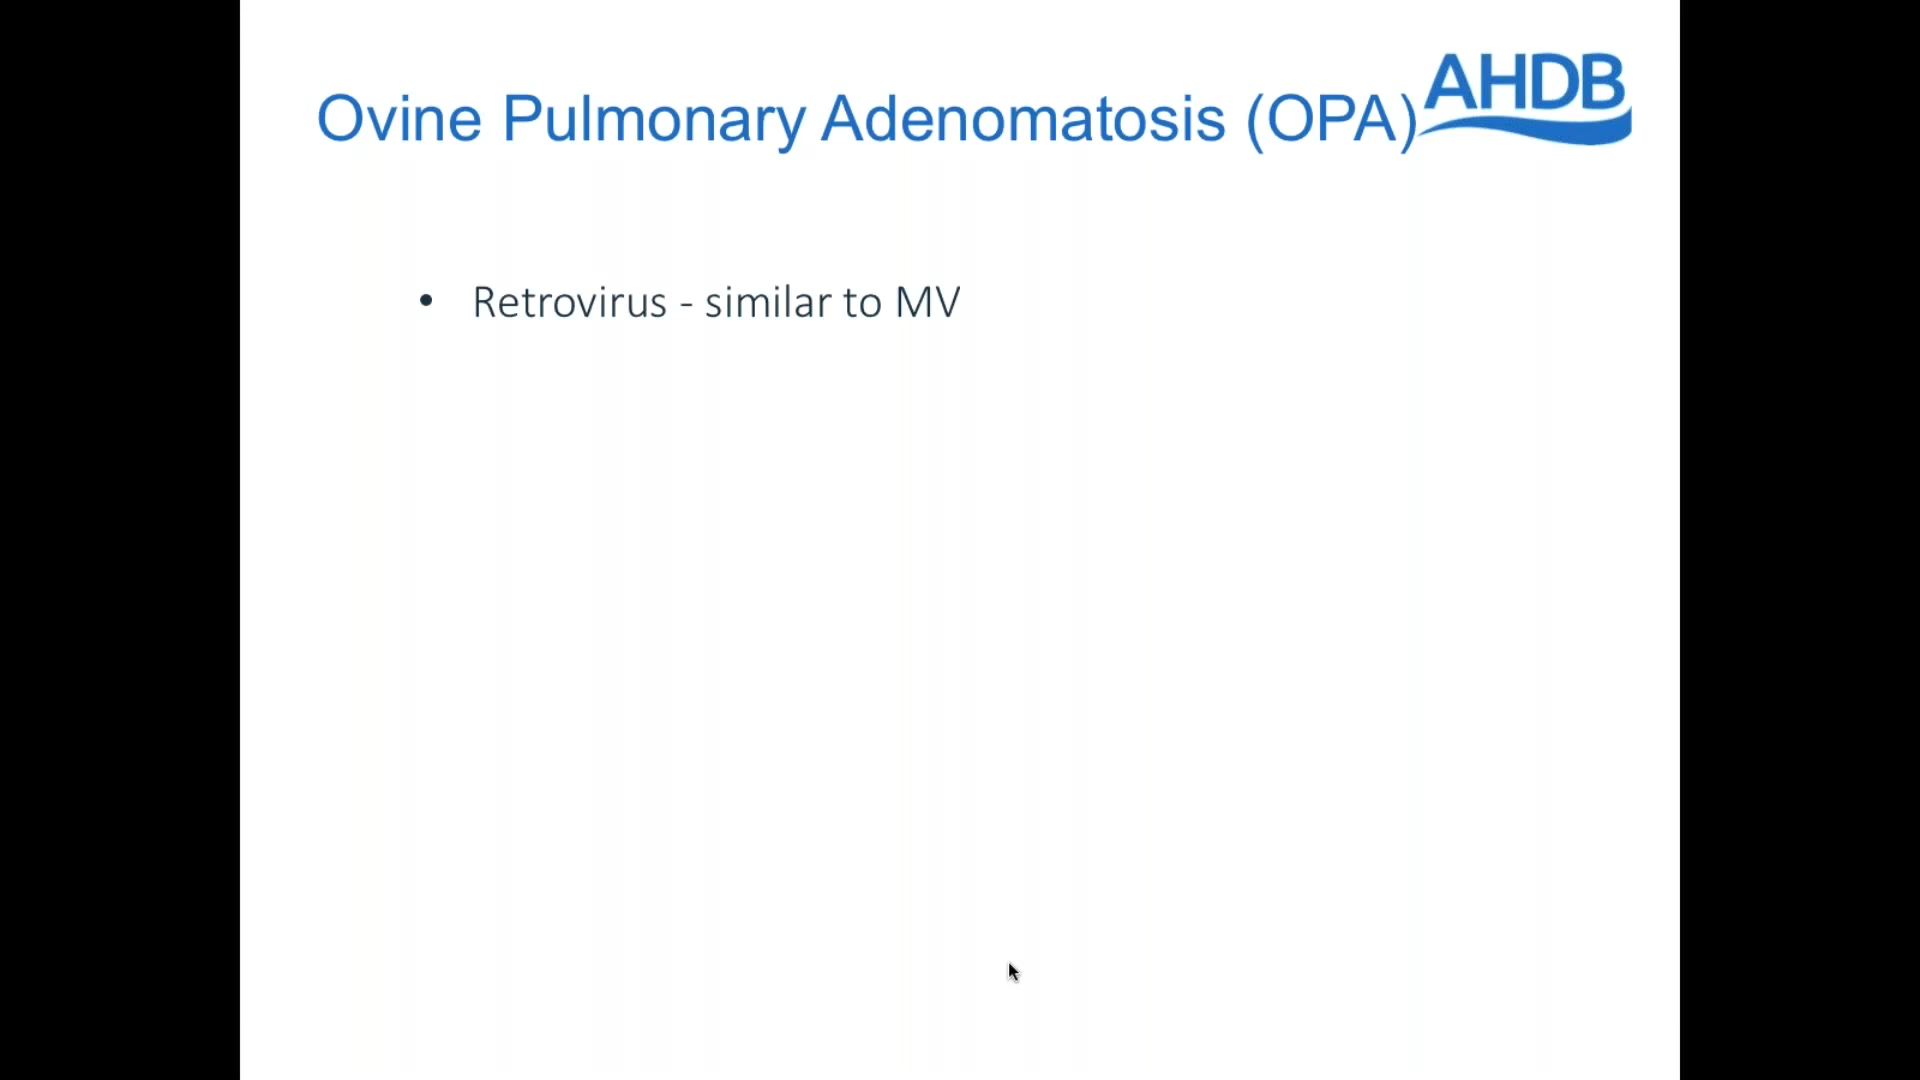 Ovine Pulmonary Adenomatosis (OPA)
AHDB
• Retrovirus - similar to MV